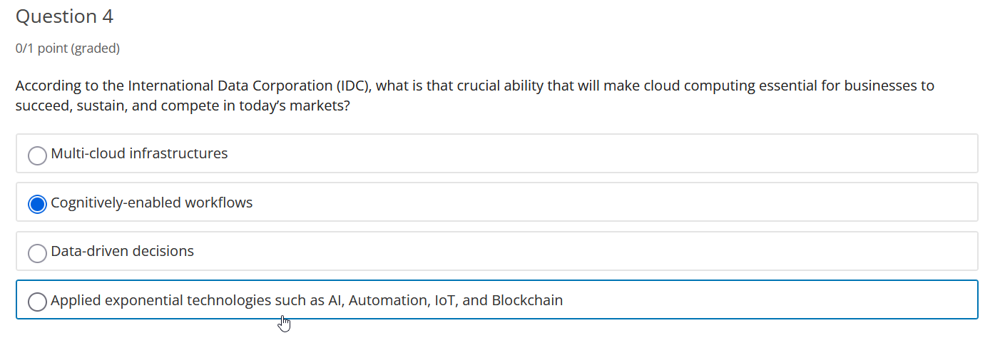 Question 4
0/1 point (graded)
According to the International Data Corporation (IDC), what is that crucial ability that will make cloud computing essential for businesses to
succeed, sustain, and compete in today’s markets?
Multi-cloud infrastructures
Cognitively-enabled workflows
Data-driven decisions
Applied exponential technologies such as AI, Automation, IoT, and Blockchain